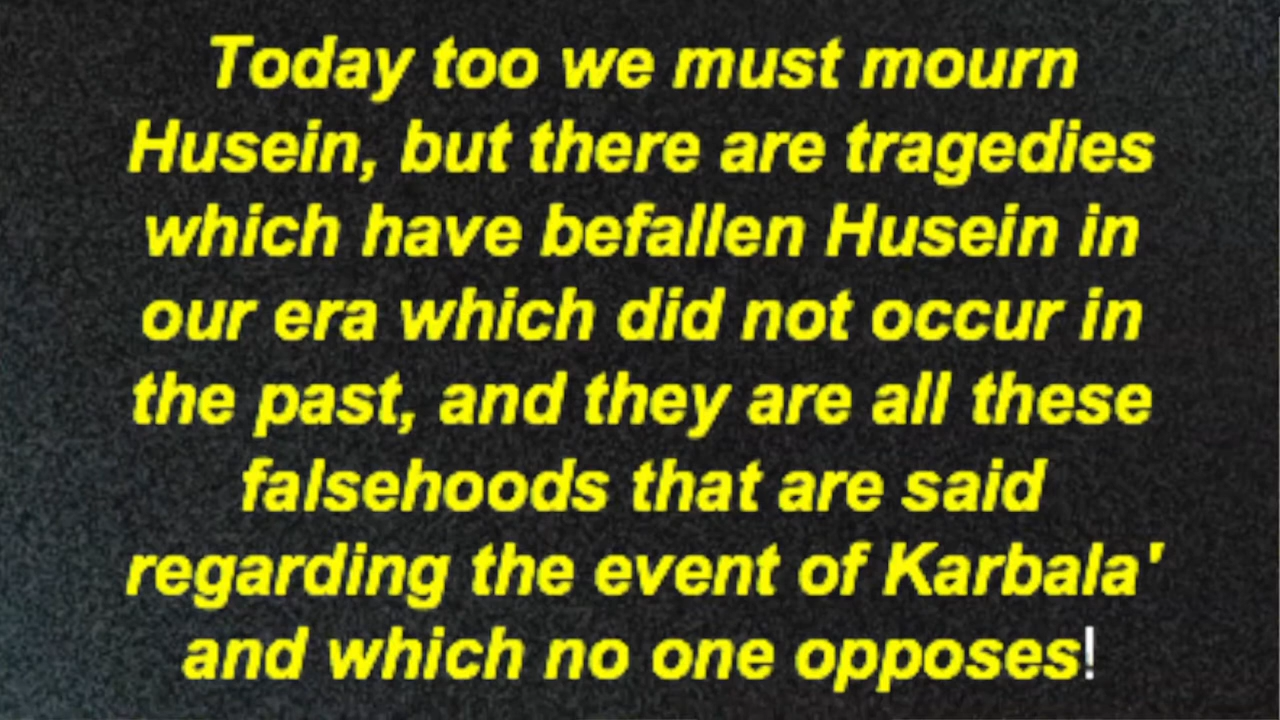 Today too we must mourn
Husein, but there are tragedies
which have befallen Husein in
our era which did not occur in
the past, and they are all these
falsehoods that are said
regarding the event of Karbala'
and which no one opposes!